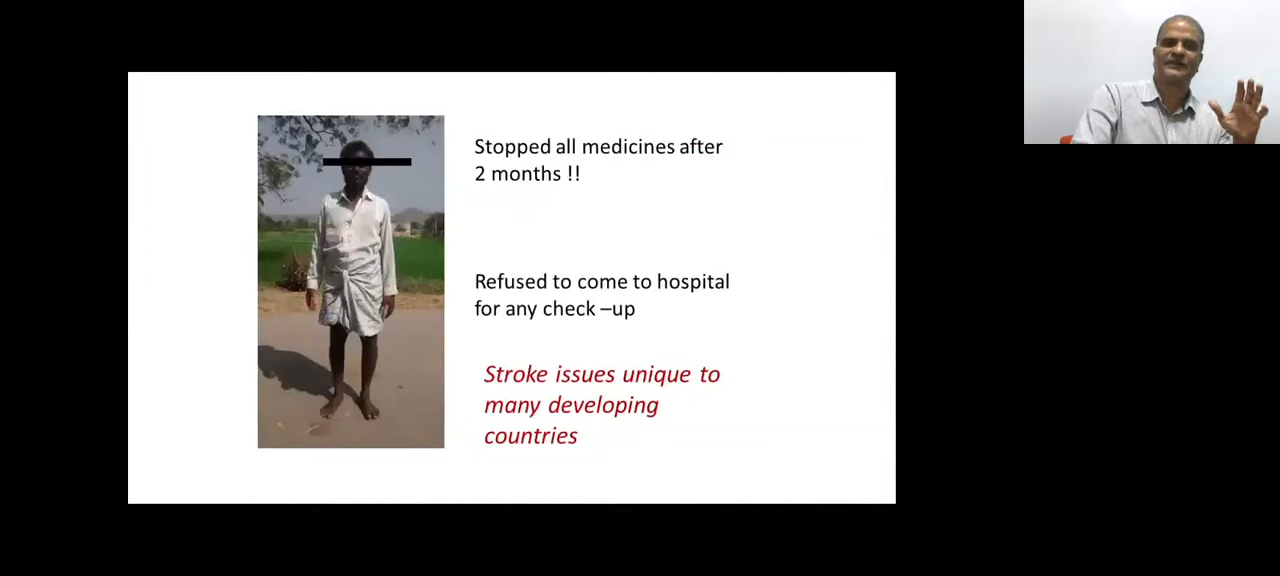 Stopped all medicines after
2 months !!
Refused to come to hospital
for any check –up
Stroke issues unique to
many developing
countries